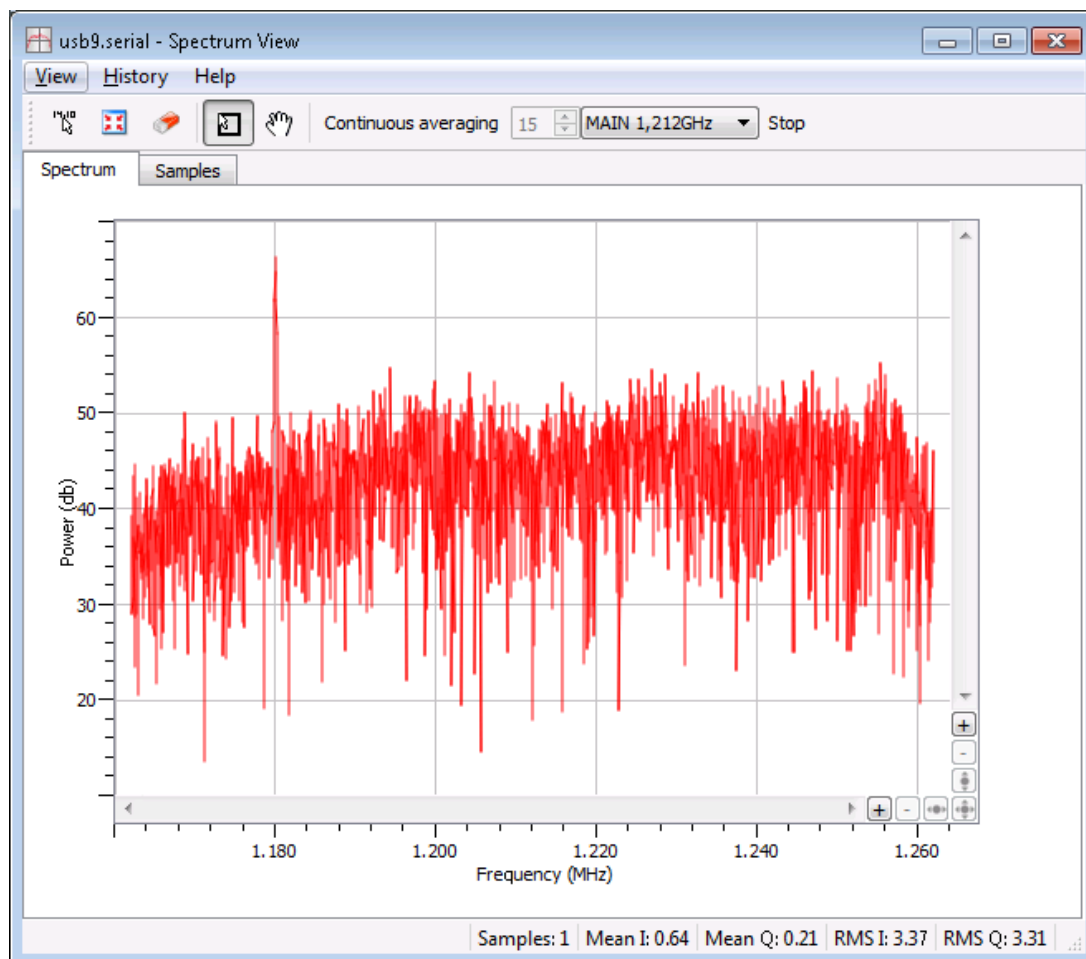 usb9.serial - Spectrum View
View History Help
Continuous averaging 15 MAIN 1,212GHz Stop
Spectrum Samples
Power (db)
60
50
40
30
20
1.180 1.200 1.220 1.240 1.260
Frequency (MHz)
Samples: 1 Mean I: 0.64 Mean Q: 0.21 RMS I: 3.37 RMS Q: 3.31